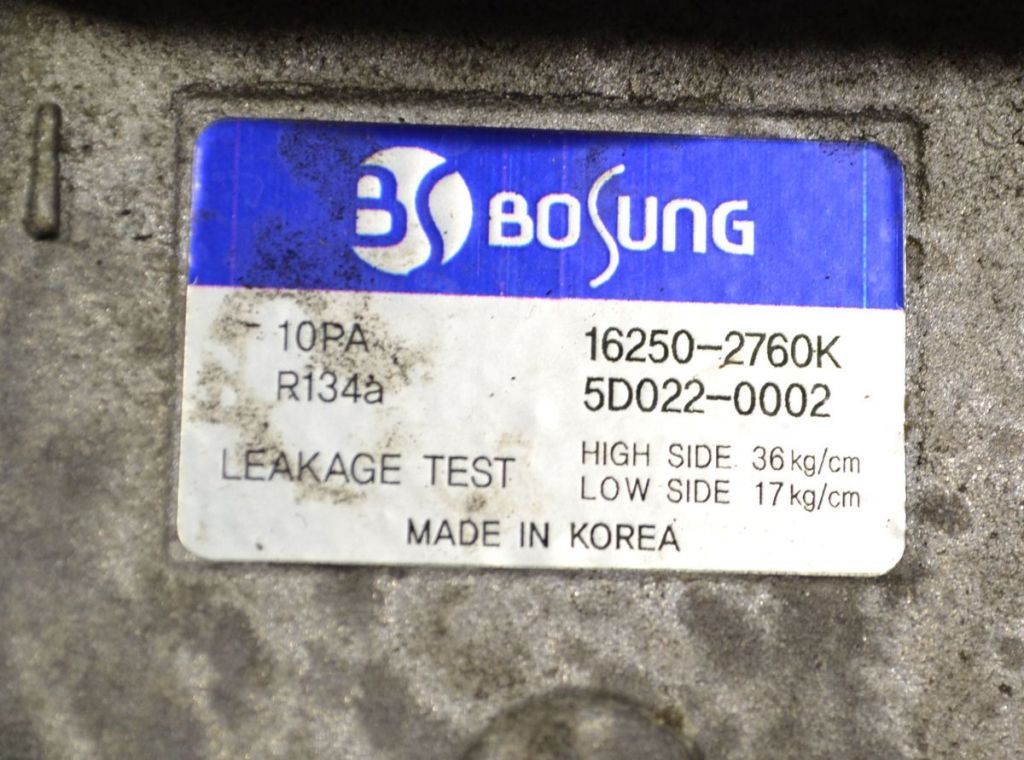 BS BOSUNG
10PA 16250-2760K
R134a 5D022-0002
LEAKAGE TEST HIGH SIDE 36kg/cm
LOW SIDE 17kg/cm
MADE IN KOREA